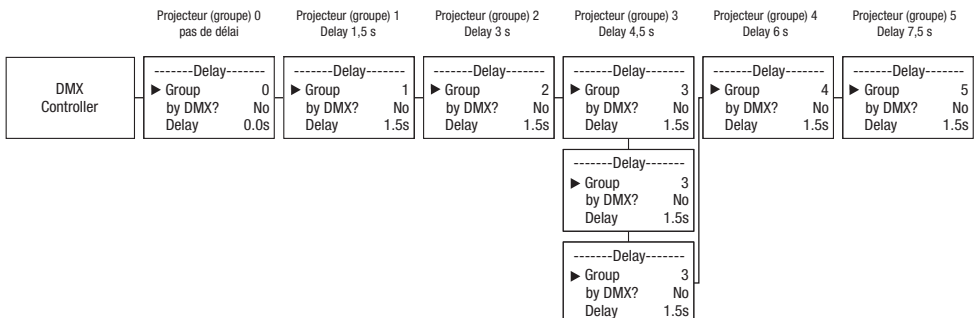 Projecteur (groupe) 0
pas de délai
Projecteur (groupe) 1
Delay 1,5 s
Projecteur (groupe) 2
Delay 3 s
Projecteur (groupe) 3
Delay 4,5 s
Projecteur (groupe) 4
Delay 6 s
Projecteur (groupe) 5
Delay 7,5 s
DMX
Controller
-------Delay-------
▶ Group 0
by DMX? No
Delay 0.0s
-------Delay-------
▶ Group 1
by DMX? No
Delay 1.5s
-------Delay-------
▶ Group 2
by DMX? No
Delay 1.5s
-------Delay-------
▶ Group 3
by DMX? No
Delay 1.5s
-------Delay-------
▶ Group 3
by DMX? No
Delay 1.5s
-------Delay-------
▶ Group 3
by DMX? No
Delay 1.5s
-------Delay-------
▶ Group 4
by DMX? No
Delay 1.5s
-------Delay-------
▶ Group 5
by DMX? No
Delay 1.5s